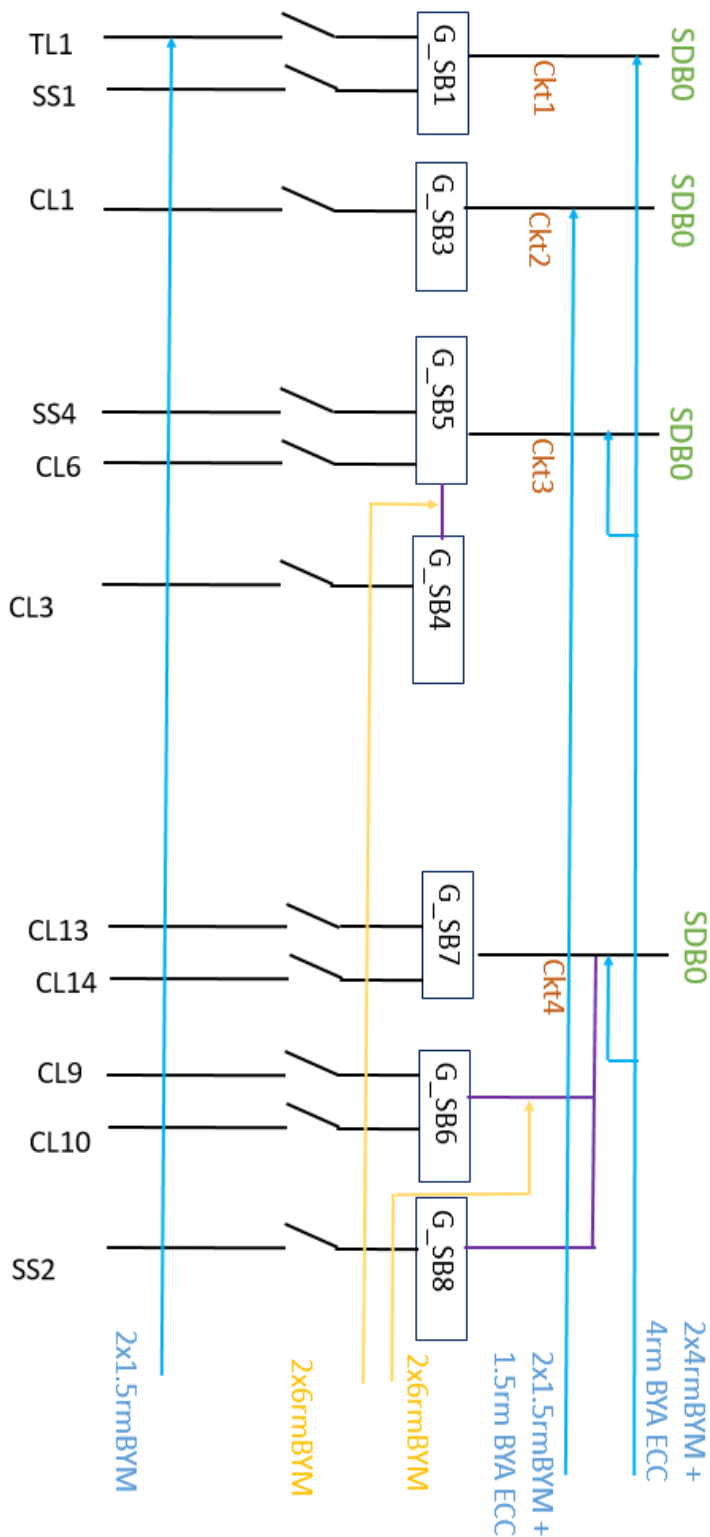 TL1
SS1
G_SB1
Ckt1
SDB0
CL1
G_SB3
Ckt2
SDB0
SS4
CL6
G_SB5
Ckt3
SDB0
CL3
G_SB4
CL13
CL14
G_SB7
Ckt4
SDB0
CL9
CL10
G_SB6
SS2
G_SB8
2x1.5rmBYM
2x6rmBYM
2x6rmBYM
2x1.5rmBYM +
1.5rm BYA ECC
2x4rmBYM +
4rm BYA ECC